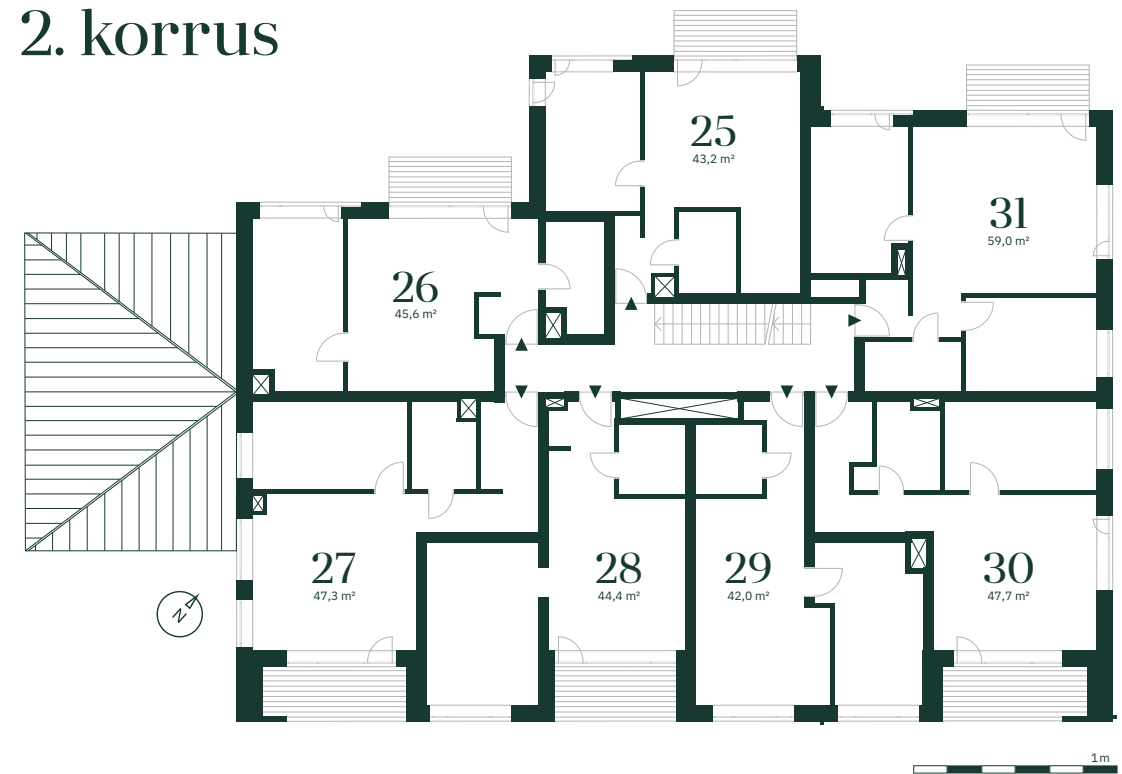 2. korrus
25
43,2 m²
31
59,0 m²
26
45,6 m²
27
47,3 m²
28
44,4 m²
29
42,0 m²
30
47,7 m²
N
1m